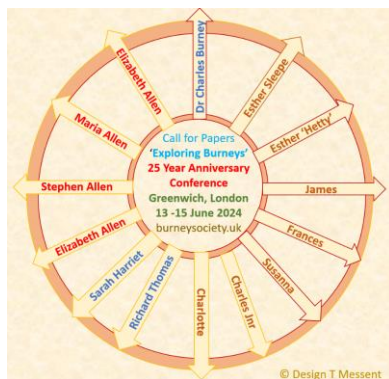 Dr Charles Burney
Esther Sleepe
Esther ‘Hetty’
James
Frances
Susanna
Charles Jnr
Charlotte
Richard Thomas
Sarah Harriet
Elizabeth Allen
Stephen Allen
Maria Allen
Elizabeth Allen
Call for Papers
‘Exploring Burneys’
25 Year Anniversary
Conference
Greenwich, London
13 -15 June 2024
burneysociety.uk
© Design T Messent